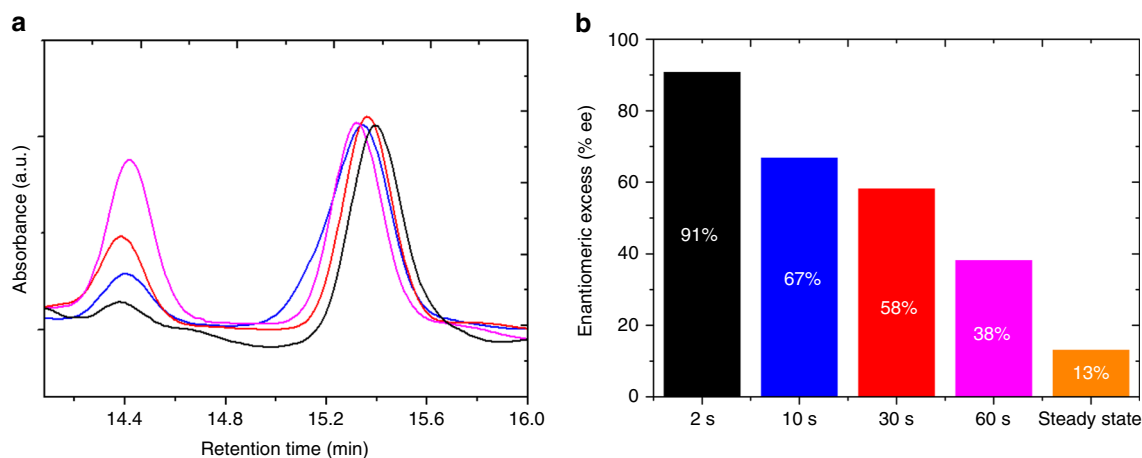 a
Absorbance (a.u.)
14.4 14.8 15.2 15.6 16.0
Retention time (min)
b
Enantiomeric excess (% ee)
100
80
60
40
20
0
91%
67%
58%
38%
13%
2 s 10 s 30 s 60 s Steady state